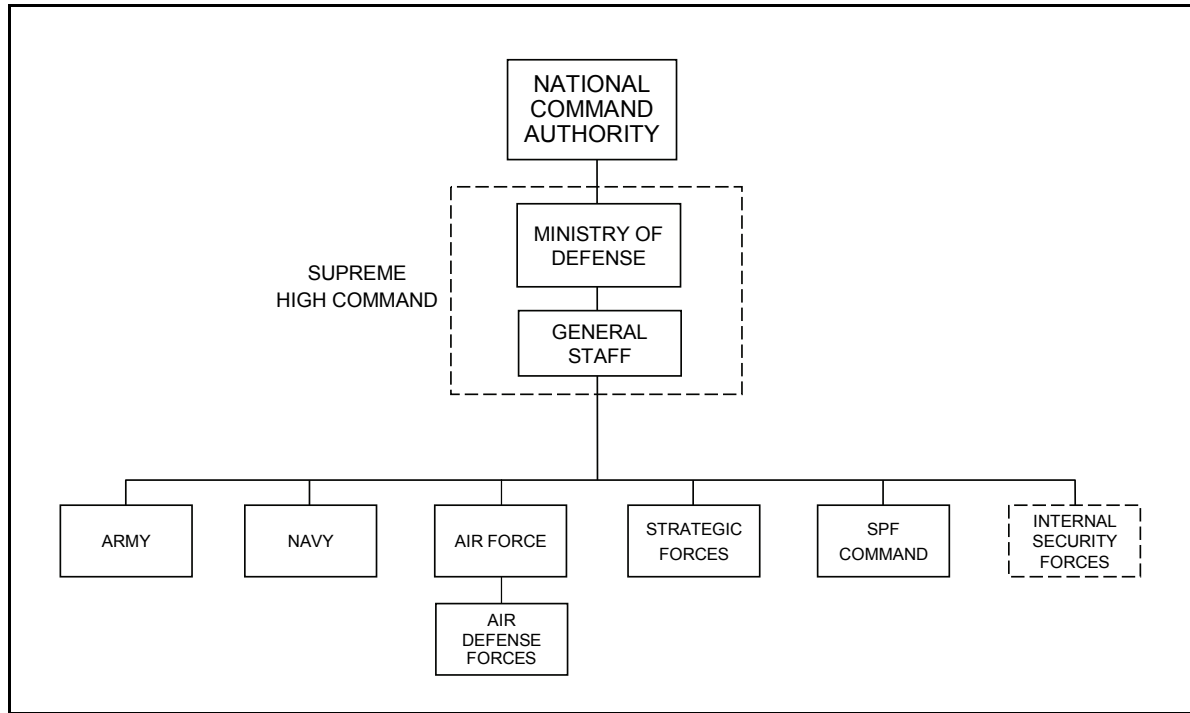 NATIONAL
COMMAND
AUTHORITY
MINISTRY OF
DEFENSE
SUPREME
HIGH COMMAND
GENERAL
STAFF
ARMY
NAVY
AIR FORCE
STRATEGIC
FORCES
SPF
COMMAND
INTERNAL
SECURITY
FORCES
AIR
DEFENSE
FORCES